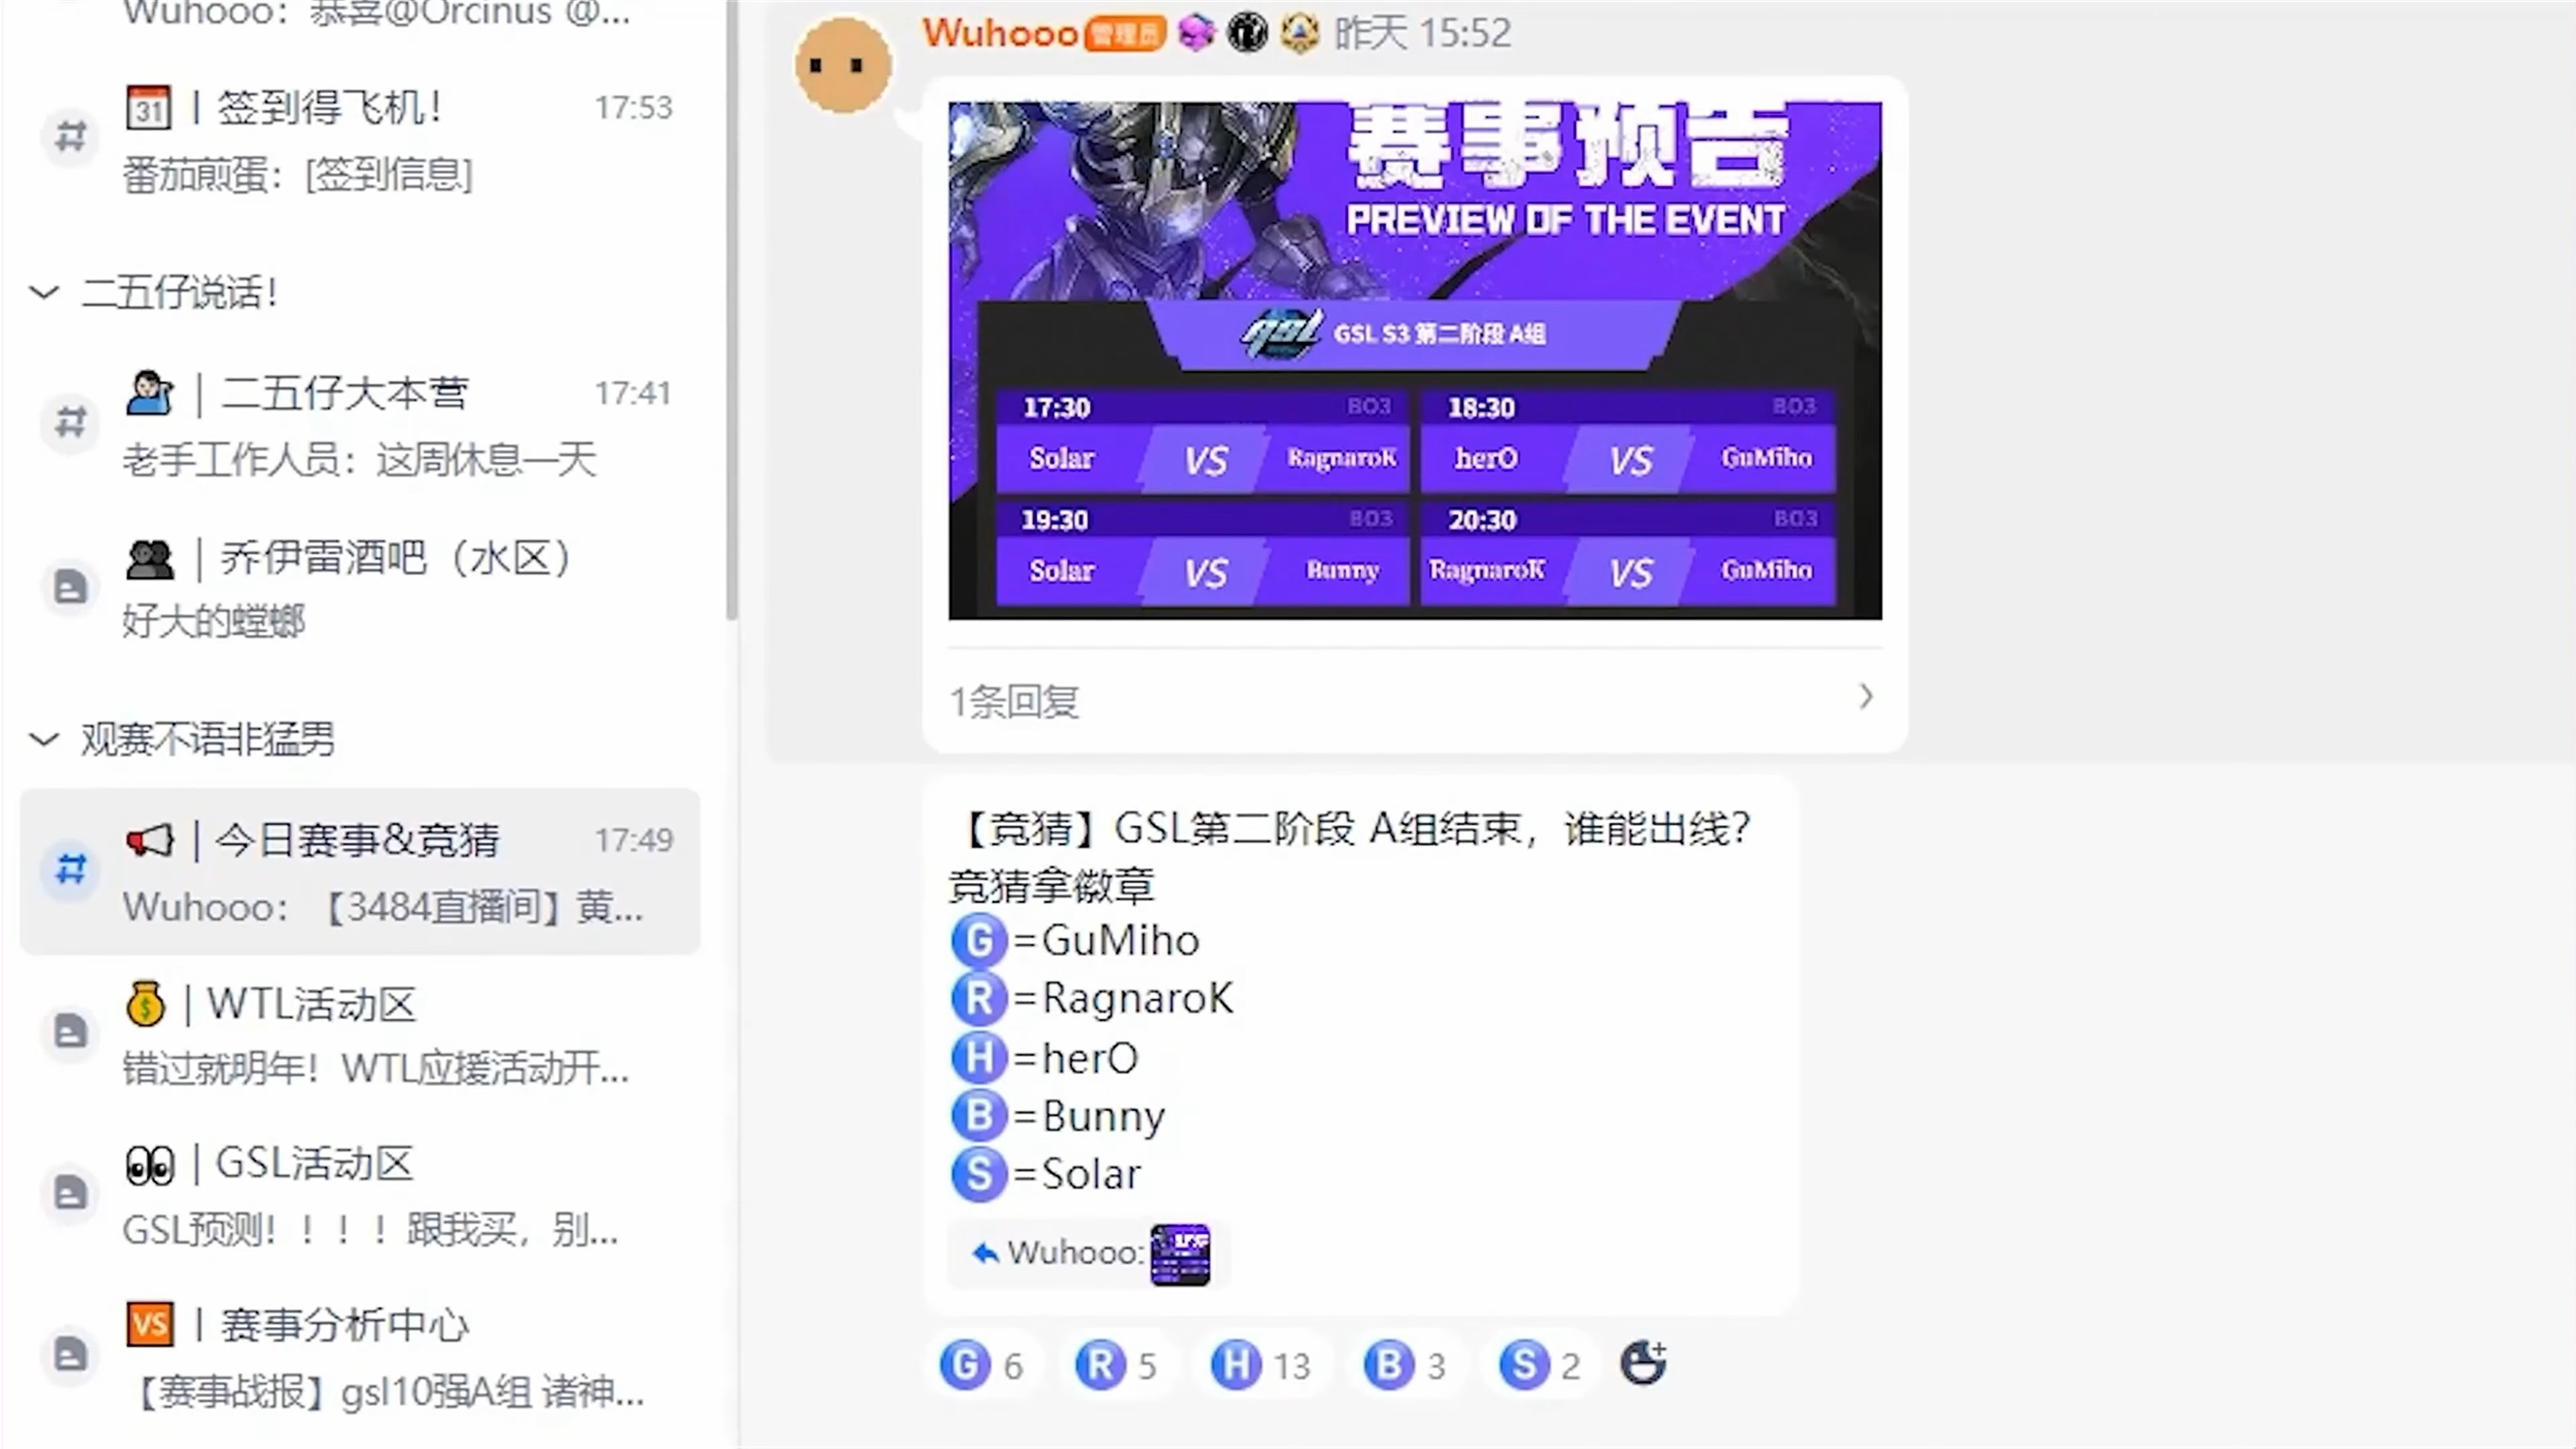 Wuhooo：恭喜@Orcinus @...
31 | 签到得飞机！ 17:53
番茄煎蛋：[签到信息]
二五仔说话！
| 二五仔大本营 17:41
老手工作人员：这周休息一天
| 乔伊雷酒吧（水区）
好大的螳螂
观赛不语非猛男
| 今日赛事&竞猜 17:49
Wuhooo：【3484直播间】黄...
| WTL活动区
错过就明年！WTL应援活动开...
| GSL活动区
GSL预测！！！！跟我买，别...
VS | 赛事分析中心
【赛事战报】gsl10强A组 诸神...
Wuhooo 管理员 昨天 15:52
赛事预告
PREVIEW OF THE EVENT
gsl GSL S3 第二阶段 A组
17:30 BO3 18:30 BO3
Solar VS RagnaroK herO VS GuMiho
19:30 BO3 20:30 BO3
Solar VS Bunny RagnaroK VS GuMiho
1条回复
【竞猜】GSL第二阶段 A组结束，谁能出线？
竞猜拿徽章
G=GuMiho
R=RagnaroK
H=herO
B=Bunny
S=Solar
Wuhooo:
G 6 R 5 H 13 B 3 S 2